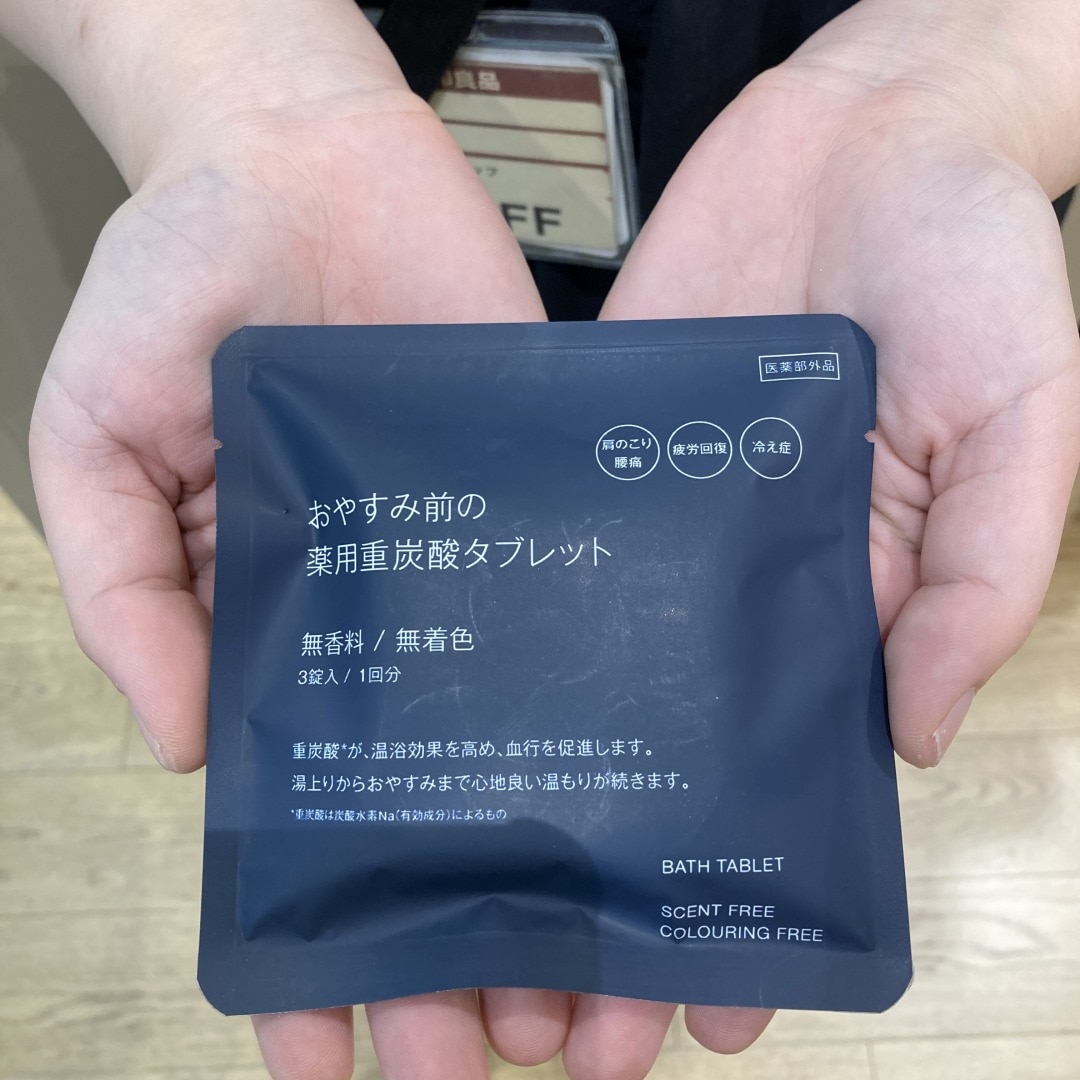 良品
FF
医薬部外品
肩のこり
腰痛
疲労回復
冷え症
おやすみ前の
薬用重炭酸タブレット
無香料 / 無着色
3錠入 / 1回分
重炭酸*が、温浴効果を高め、血行を促進します。
湯上りからおやすみまで心地良い温もりが続きます。
*重炭酸は炭酸水素Na(有効成分)によるもの
BATH TABLET
SCENT FREE
COLOURING FREE